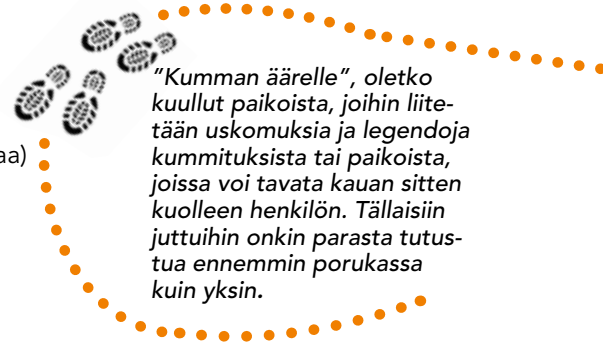 "Kumman äärelle", oletko
kuullut paikoista, joihin liite-
tään uskomuksia ja legendoja
kummituksista tai paikoista,
joissa voi tavata kauan sitten
kuolleen henkilön. Tällaisiin
juttuihin onkin parasta tutus-
tua ennemmin porukassa
kuin yksin.
aa)